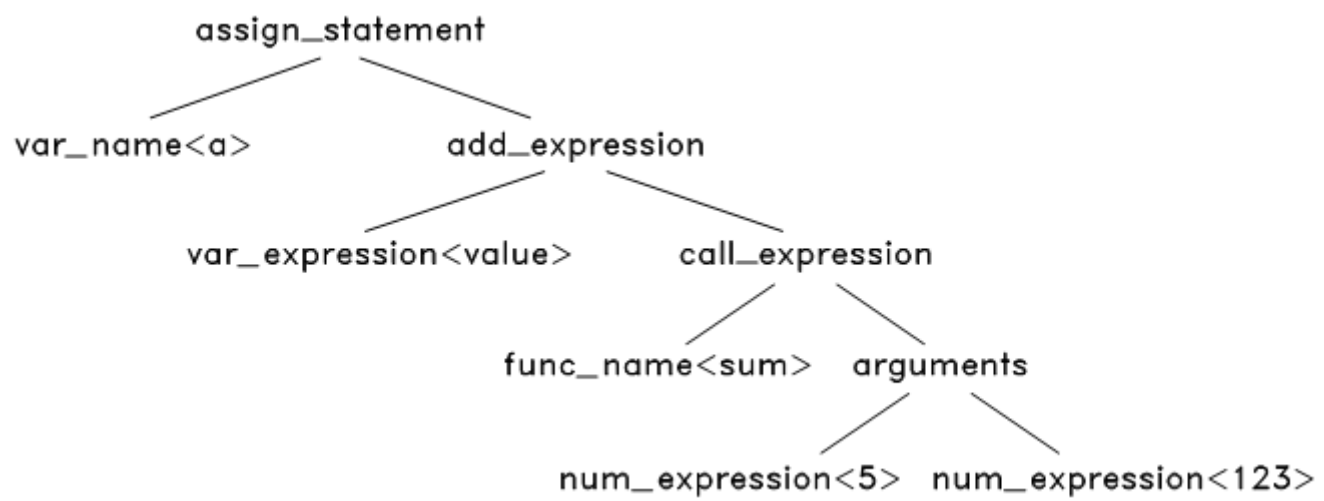 assign_statement
var_name<a> add_expression
var_expression<value> call_expression
func_name<sum> arguments
num_expression<5> num_expression<123>